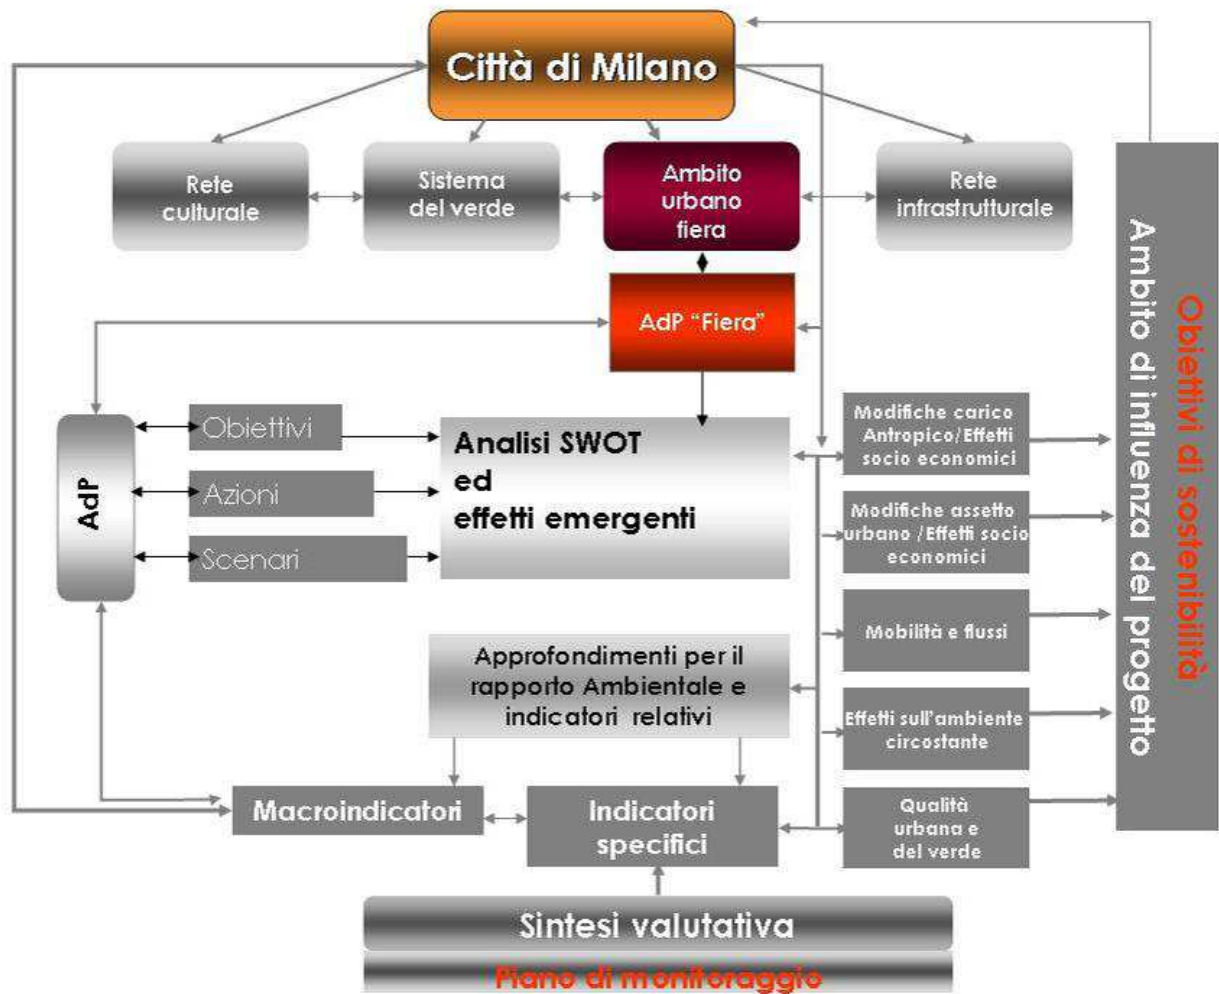 Città di Milano
Rete
culturale
Sistema
del verde
Ambito
urbano
fiera
Rete
infrastrutturale
AdP “Fiera”
AdP
Obiettivi
Azioni
Scenari
Analisi SWOT
ed
effetti emergenti
Modifiche carico
Antropico/Effetti
socio economici
Modifiche assetto
urbano /Effetti socio
economici
Mobilità e flussi
Effetti sull'ambiente
circostante
Qualità
urbana e
del verde
Obiettivi di sostenibilità
Ambito di influenza del progetto
Approfondimenti per il
rapporto Ambientale e
indicatori relativi
Macroindicatori
Indicatori
specifici
Sintesi valutativa
Piano di monitoraggio